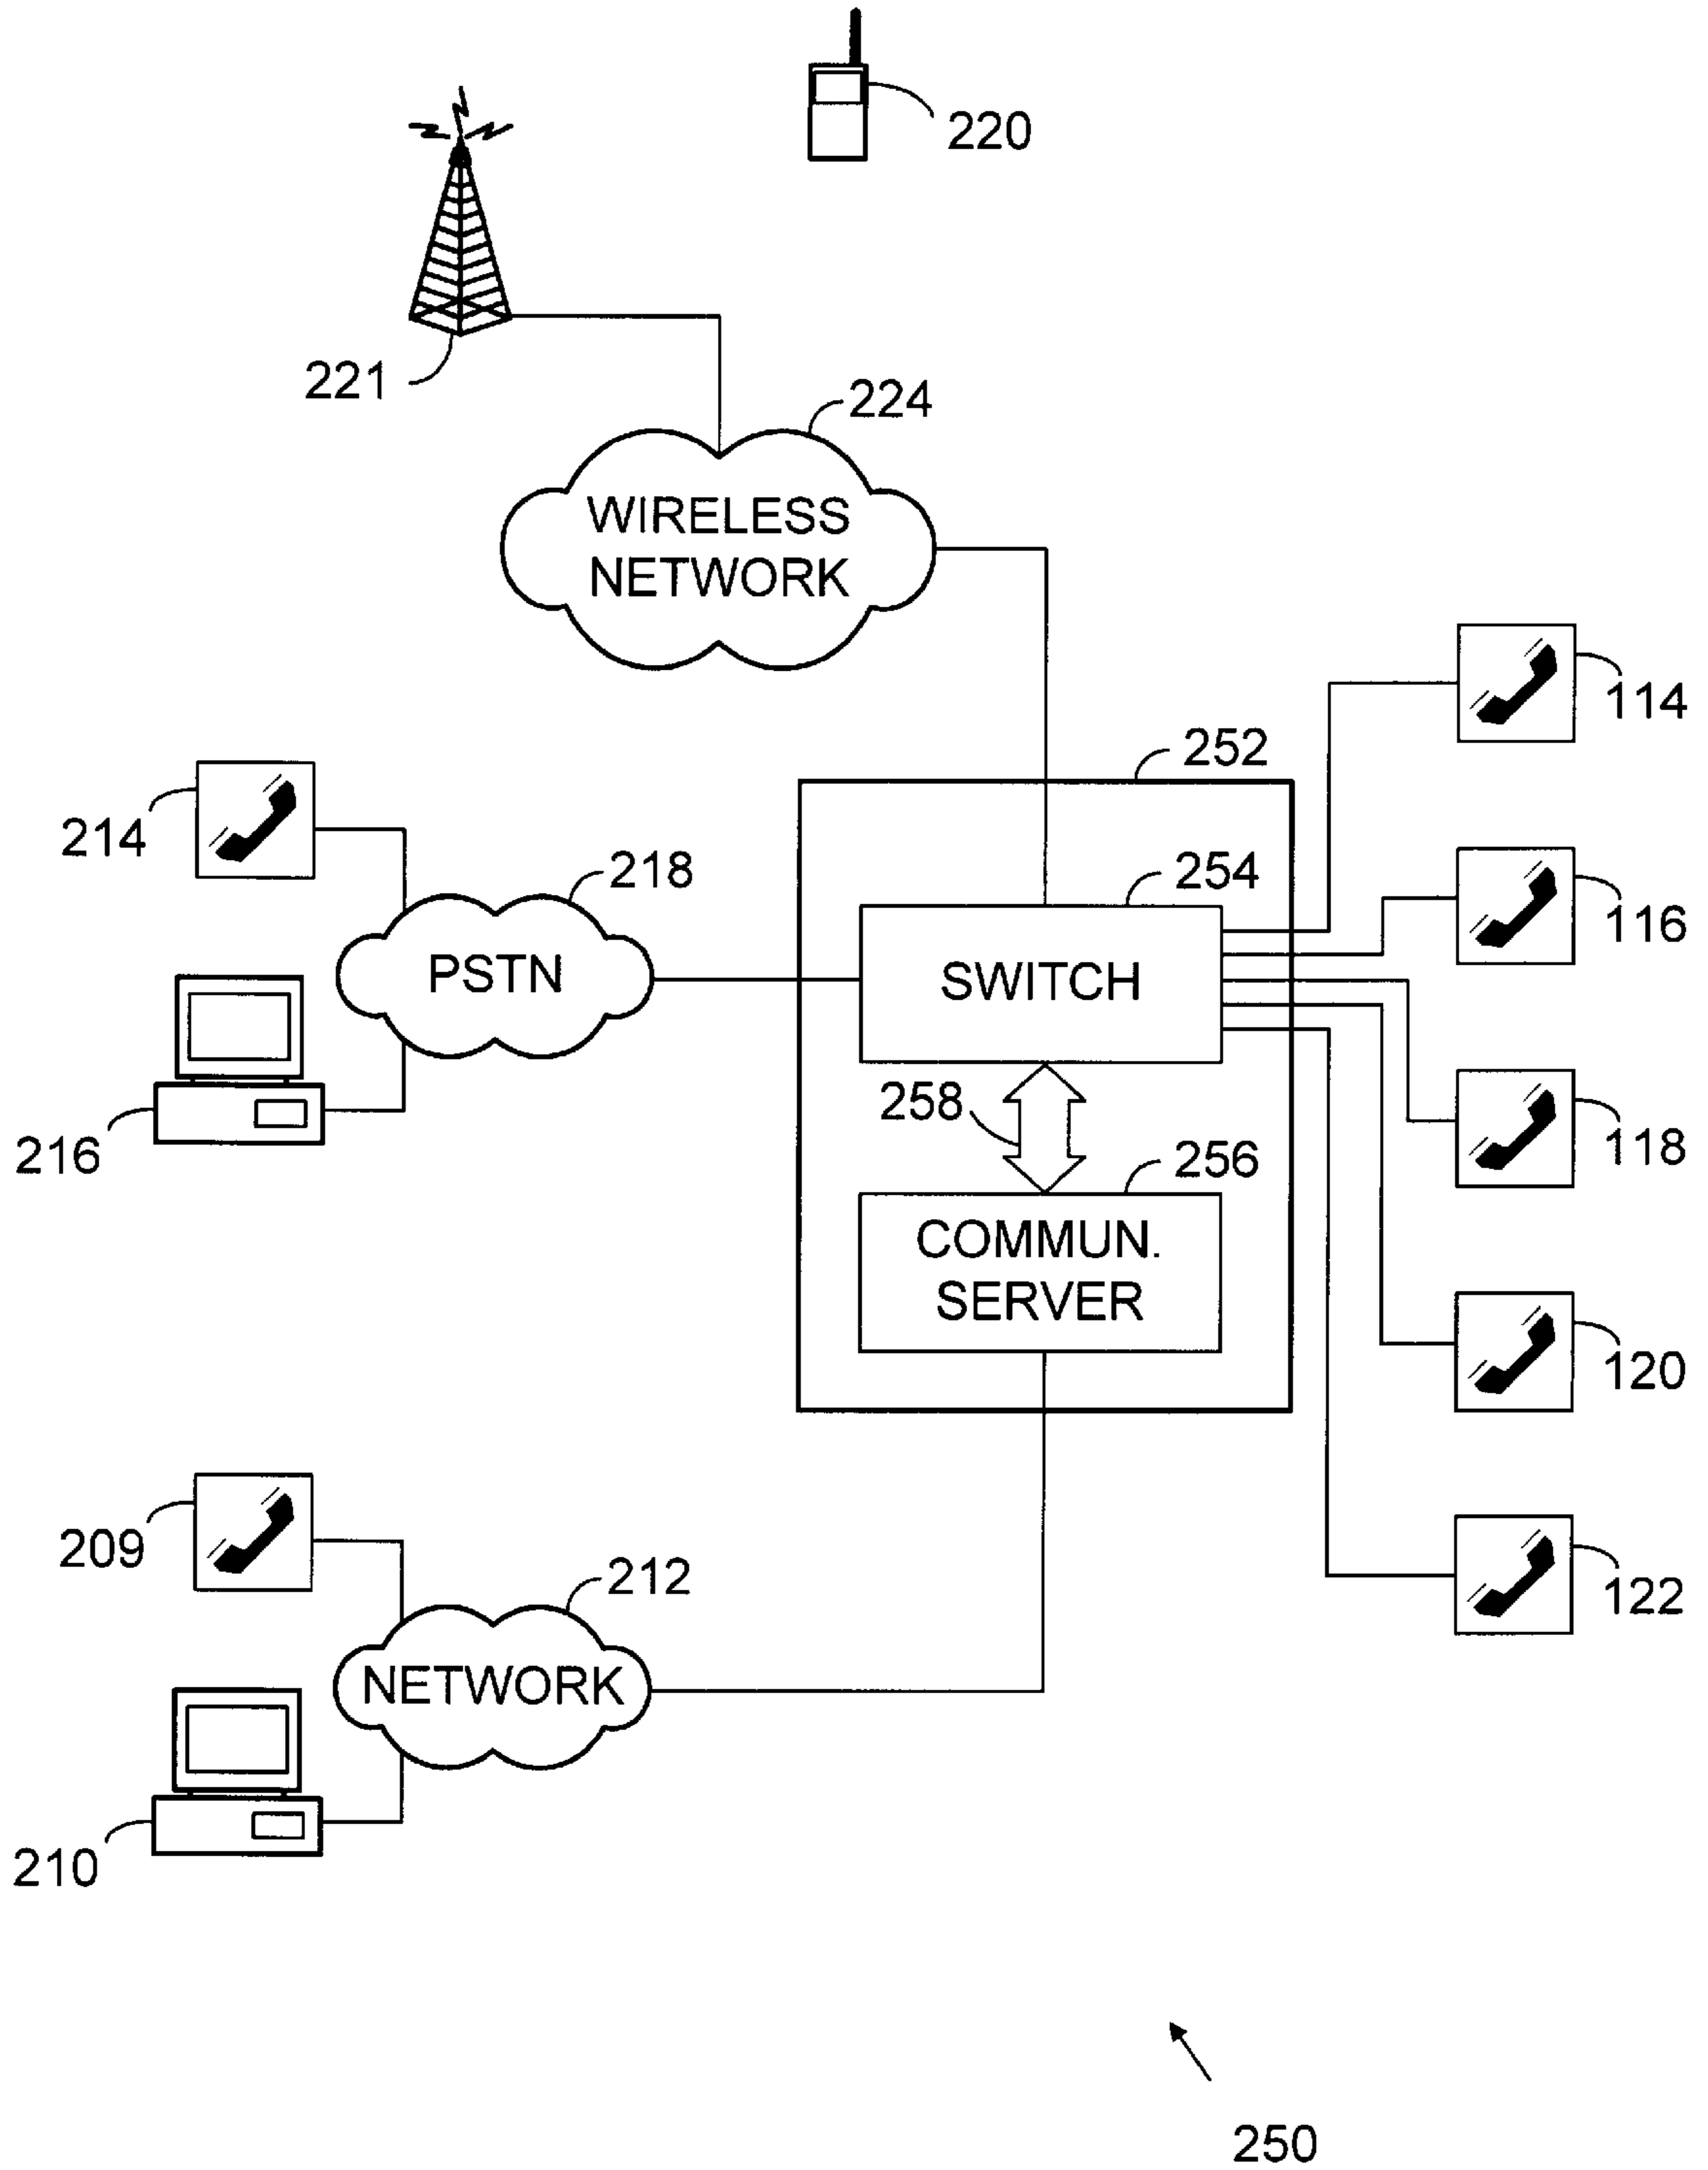 220
221
224
WIRELESS
NETWORK
114
252
214
218
254
116
PSTN
SWITCH
258
216
256
118
COMMUN.
SERVER
120
209
212
122
NETWORK
210
250